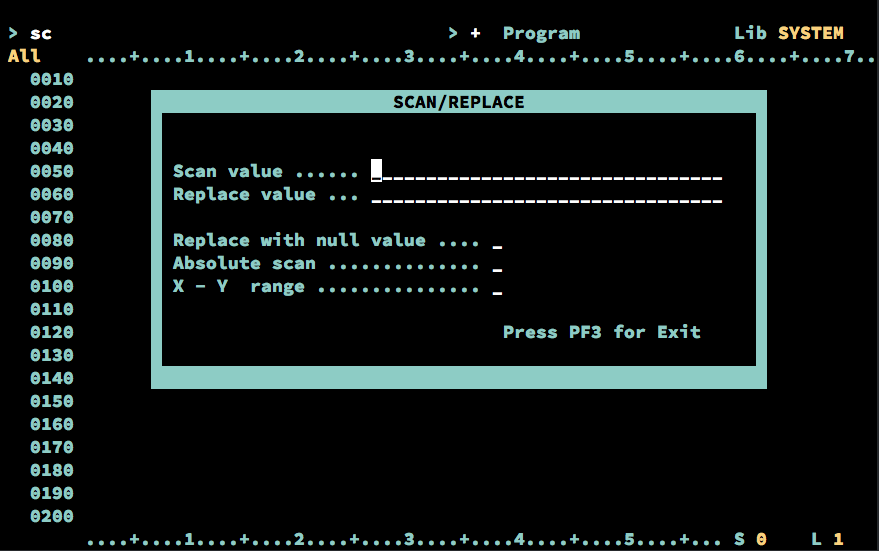 > sc > + Program Lib SYSTEM
All ....+....1....+....2....+....3....+....4....+....5....+....6....+....7..
0010
0020 SCAN/REPLACE
0030
0040
0050 Scan value ...... ________________________________
0060 Replace value ... ________________________________
0070
0080 Replace with null value .... _
0090 Absolute scan .............. _
0100 X - Y  range ............... _
0110
0120 Press PF3 for Exit
0130
0140
0150
0160
0170
0180
0190
0200
....+....1....+....2....+....3....+....4....+....5....+... S 0 L 1